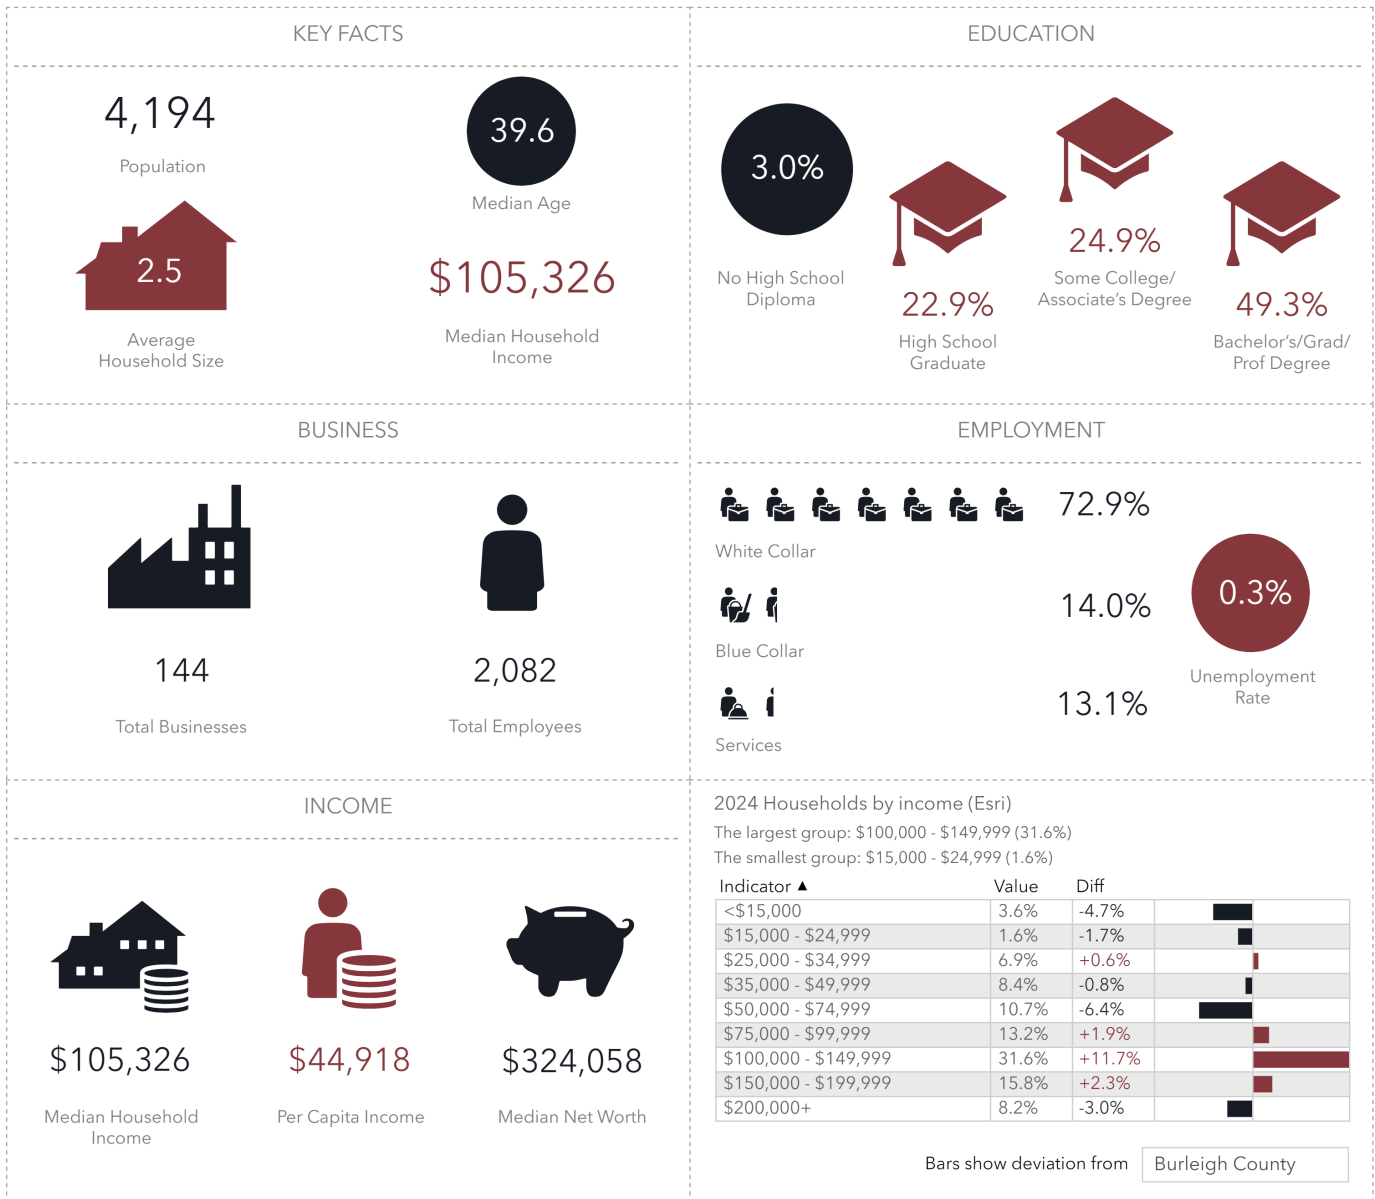 KEY FACTS
4,194
Population
39.6
Median Age
2.5
Average
Household Size
$105,326
Median Household
Income
EDUCATION
3.0%
No High School
Diploma
22.9%
High School
Graduate
24.9%
Some College/
Associate's Degree
49.3%
Bachelor's/Grad/
Prof Degree
BUSINESS
144
Total Businesses
2,082
Total Employees
EMPLOYMENT
72.9%
White Collar
14.0%
Blue Collar
13.1%
Services
0.3%
Unemployment
Rate
INCOME
$105,326
Median Household
Income
$44,918
Per Capita Income
$324,058
Median Net Worth
2024 Households by income (Esri)
The largest group: $100,000 - $149,999 (31.6%)
The smallest group: $15,000 - $24,999 (1.6%)
Indicator ▲ Value Diff
<$15,000 3.6% -4.7%
$15,000 - $24,999 1.6% -1.7%
$25,000 - $34,999 6.9% +0.6%
$35,000 - $49,999 8.4% -0.8%
$50,000 - $74,999 10.7% -6.4%
$75,000 - $99,999 13.2% +1.9%
$100,000 - $149,999 31.6% +11.7%
$150,000 - $199,999 15.8% +2.3%
$200,000+ 8.2% -3.0%
Bars show deviation from Burleigh County